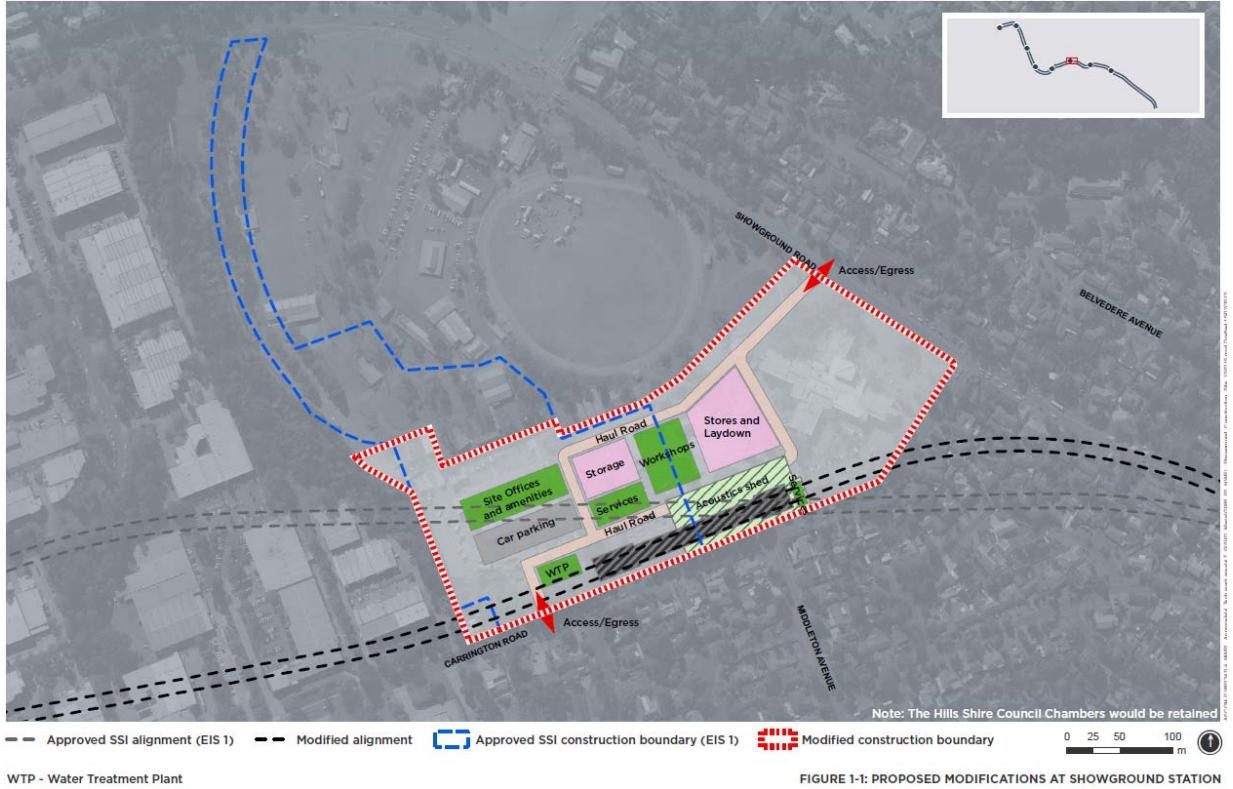 SHOWGROUND ROAD
Access/Egress
BELVEDERE AVENUE
Stores and
Laydown
Haul Road
Workshops
Storage
Site Offices
and amenities
Services
Acoustics shed
Services
Car parking
Haul Road
WTP
Access/Egress
CARRINGTON ROAD
MIDDLETON AVENUE
Note: The Hills Shire Council Chambers would be retained
Approved SSI alignment (EIS 1)
Modified alignment
Approved SSI construction boundary (EIS 1)
Modified construction boundary
0 25 50 100
m
WTP - Water Treatment Plant
FIGURE 1-1: PROPOSED MODIFICATIONS AT SHOWGROUND STATION